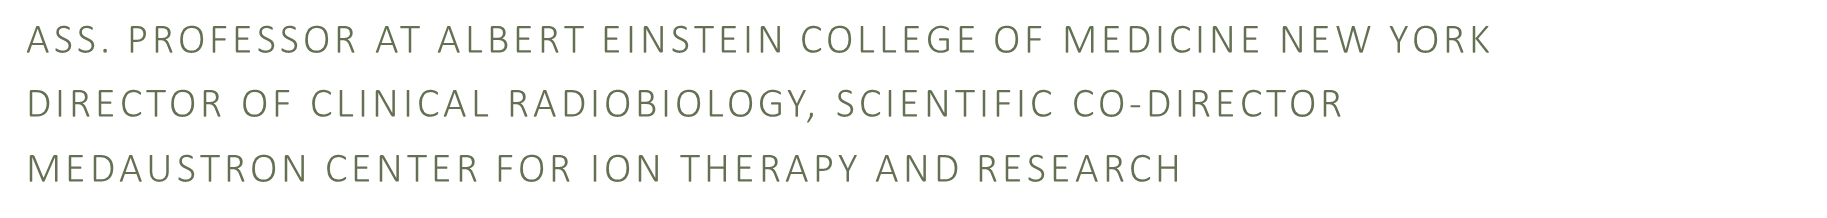 ASS. PROFESSOR AT ALBERT EINSTEIN COLLEGE OF MEDICINE NEW YORK
DIRECTOR OF CLINICAL RADIOBIOLOGY, SCIENTIFIC CO-DIRECTOR
MEDAUSTRON CENTER FOR ION THERAPY AND RESEARCH